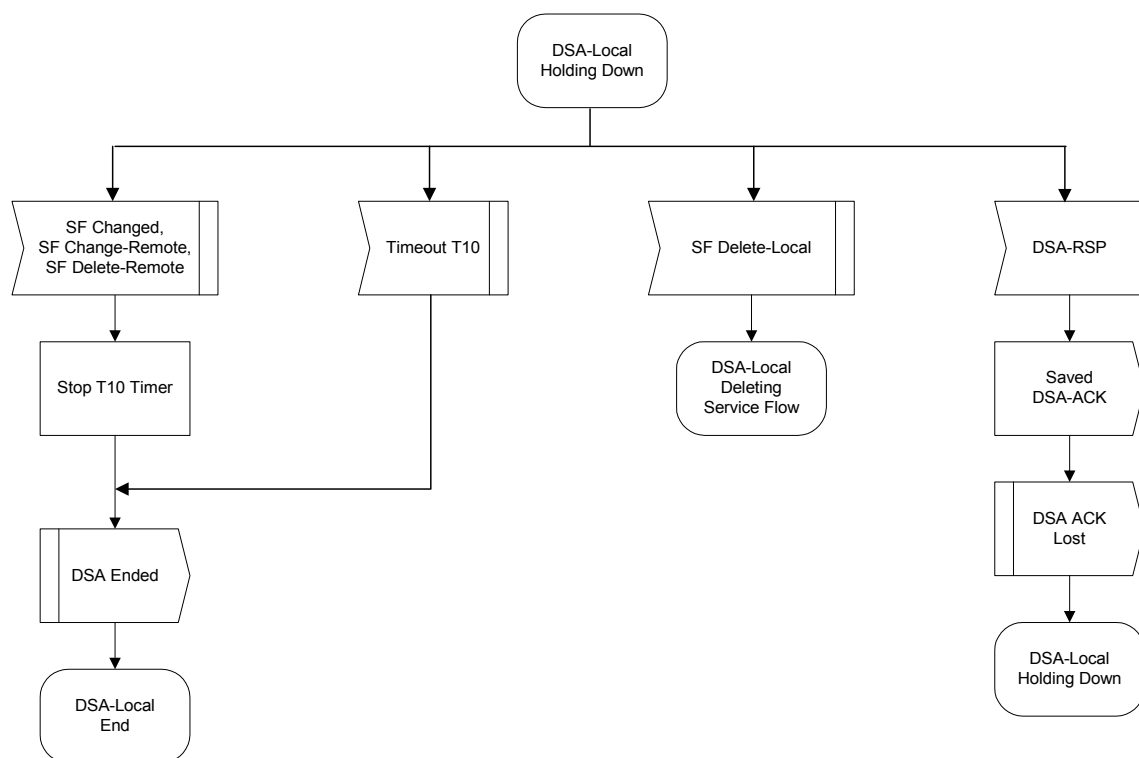 DSA-Local
Holding Down
SF Changed,
SF Change-Remote,
SF Delete-Remote
Timeout T10
SF Delete-Local
DSA-RSP
Stop T10 Timer
DSA-Local
Deleting
Service Flow
Saved
DSA-ACK
DSA Ended
DSA ACK
Lost
DSA-Local
End
DSA-Local
Holding Down